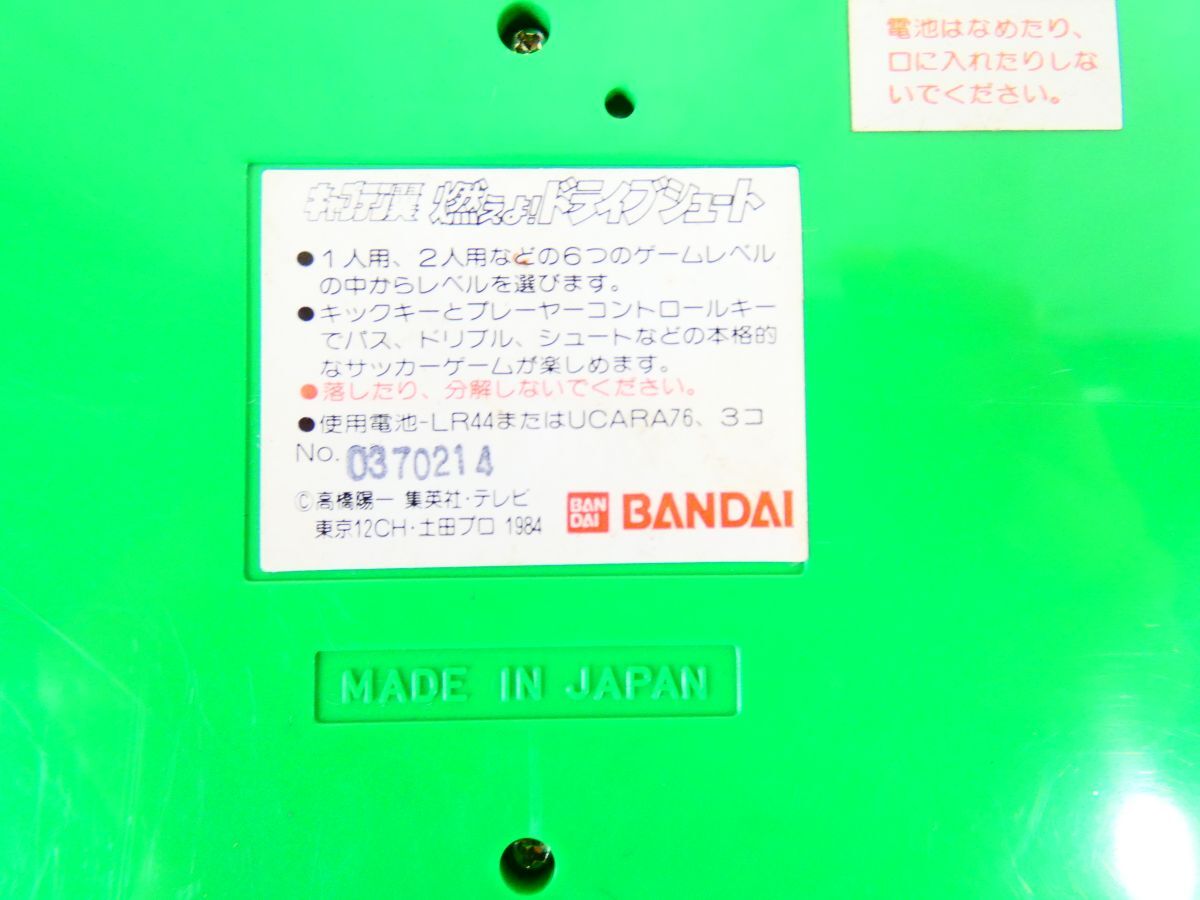 電池はなめたり、
口に入れたりしな
いでください。
キャプテン翼 燃えよ!ドライブシュート
●1人用、2人用などの6つのゲームレベル
の中からレベルを選びます。
●キックキーとプレーヤーコントロールキー
でパス、ドリブル、シュートなどの本格的
なサッカーゲームが楽しめます。
●落したり、分解しないでください。
●使用電池-LR44またはUCARA76、3コ
No. 0370214
©高橋陽一 集英社・テレビ
東京12CH・土田プロ 1984
BAN
DAI
BANDAI
MADE IN JAPAN